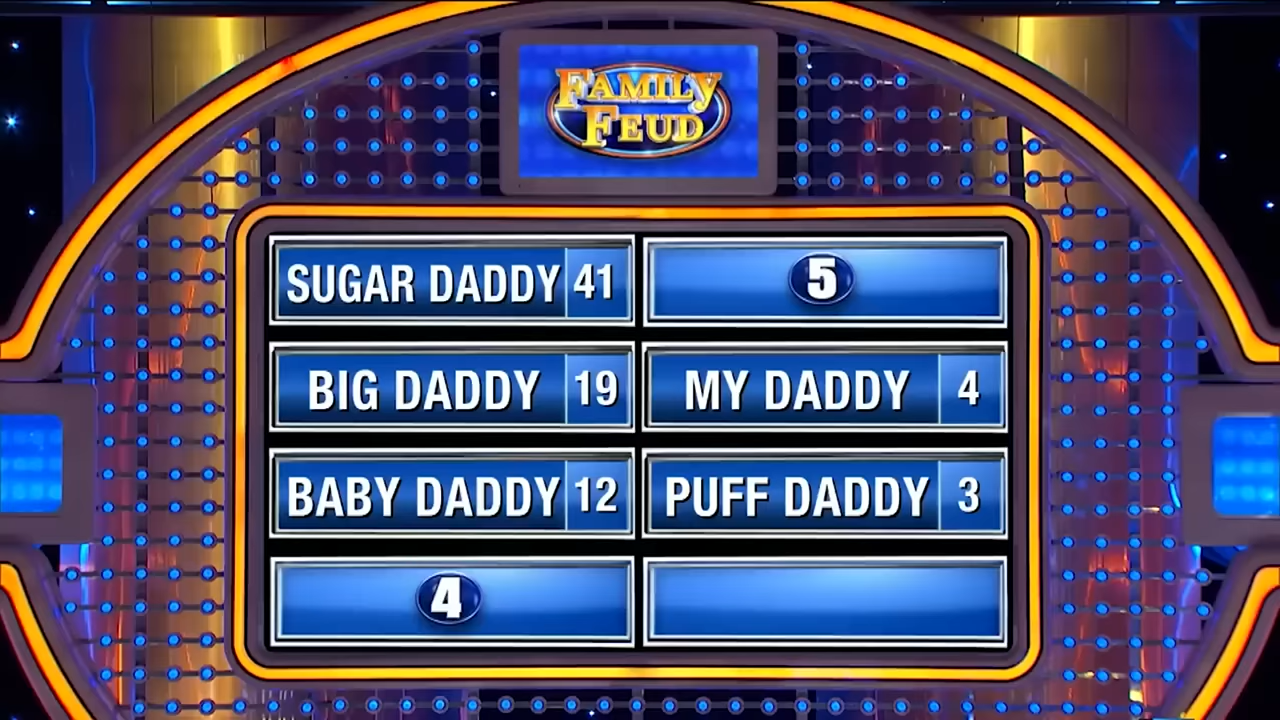 FAMILY
FEUD
SUGAR DADDY 41
5
BIG DADDY 19
MY DADDY 4
BABY DADDY 12
PUFF DADDY 3
4